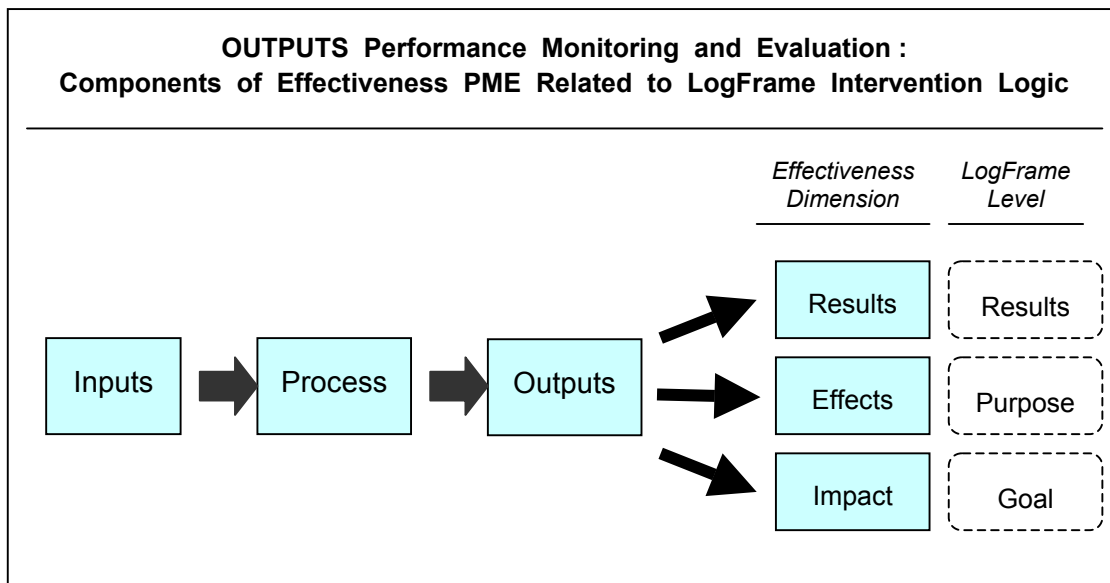 OUTPUTS Performance Monitoring and Evaluation :
Components of Effectiveness PME Related to LogFrame Intervention Logic
Effectiveness
Dimension
LogFrame
Level
Inputs
Process
Outputs
Results
Results
Effects
Purpose
Impact
Goal